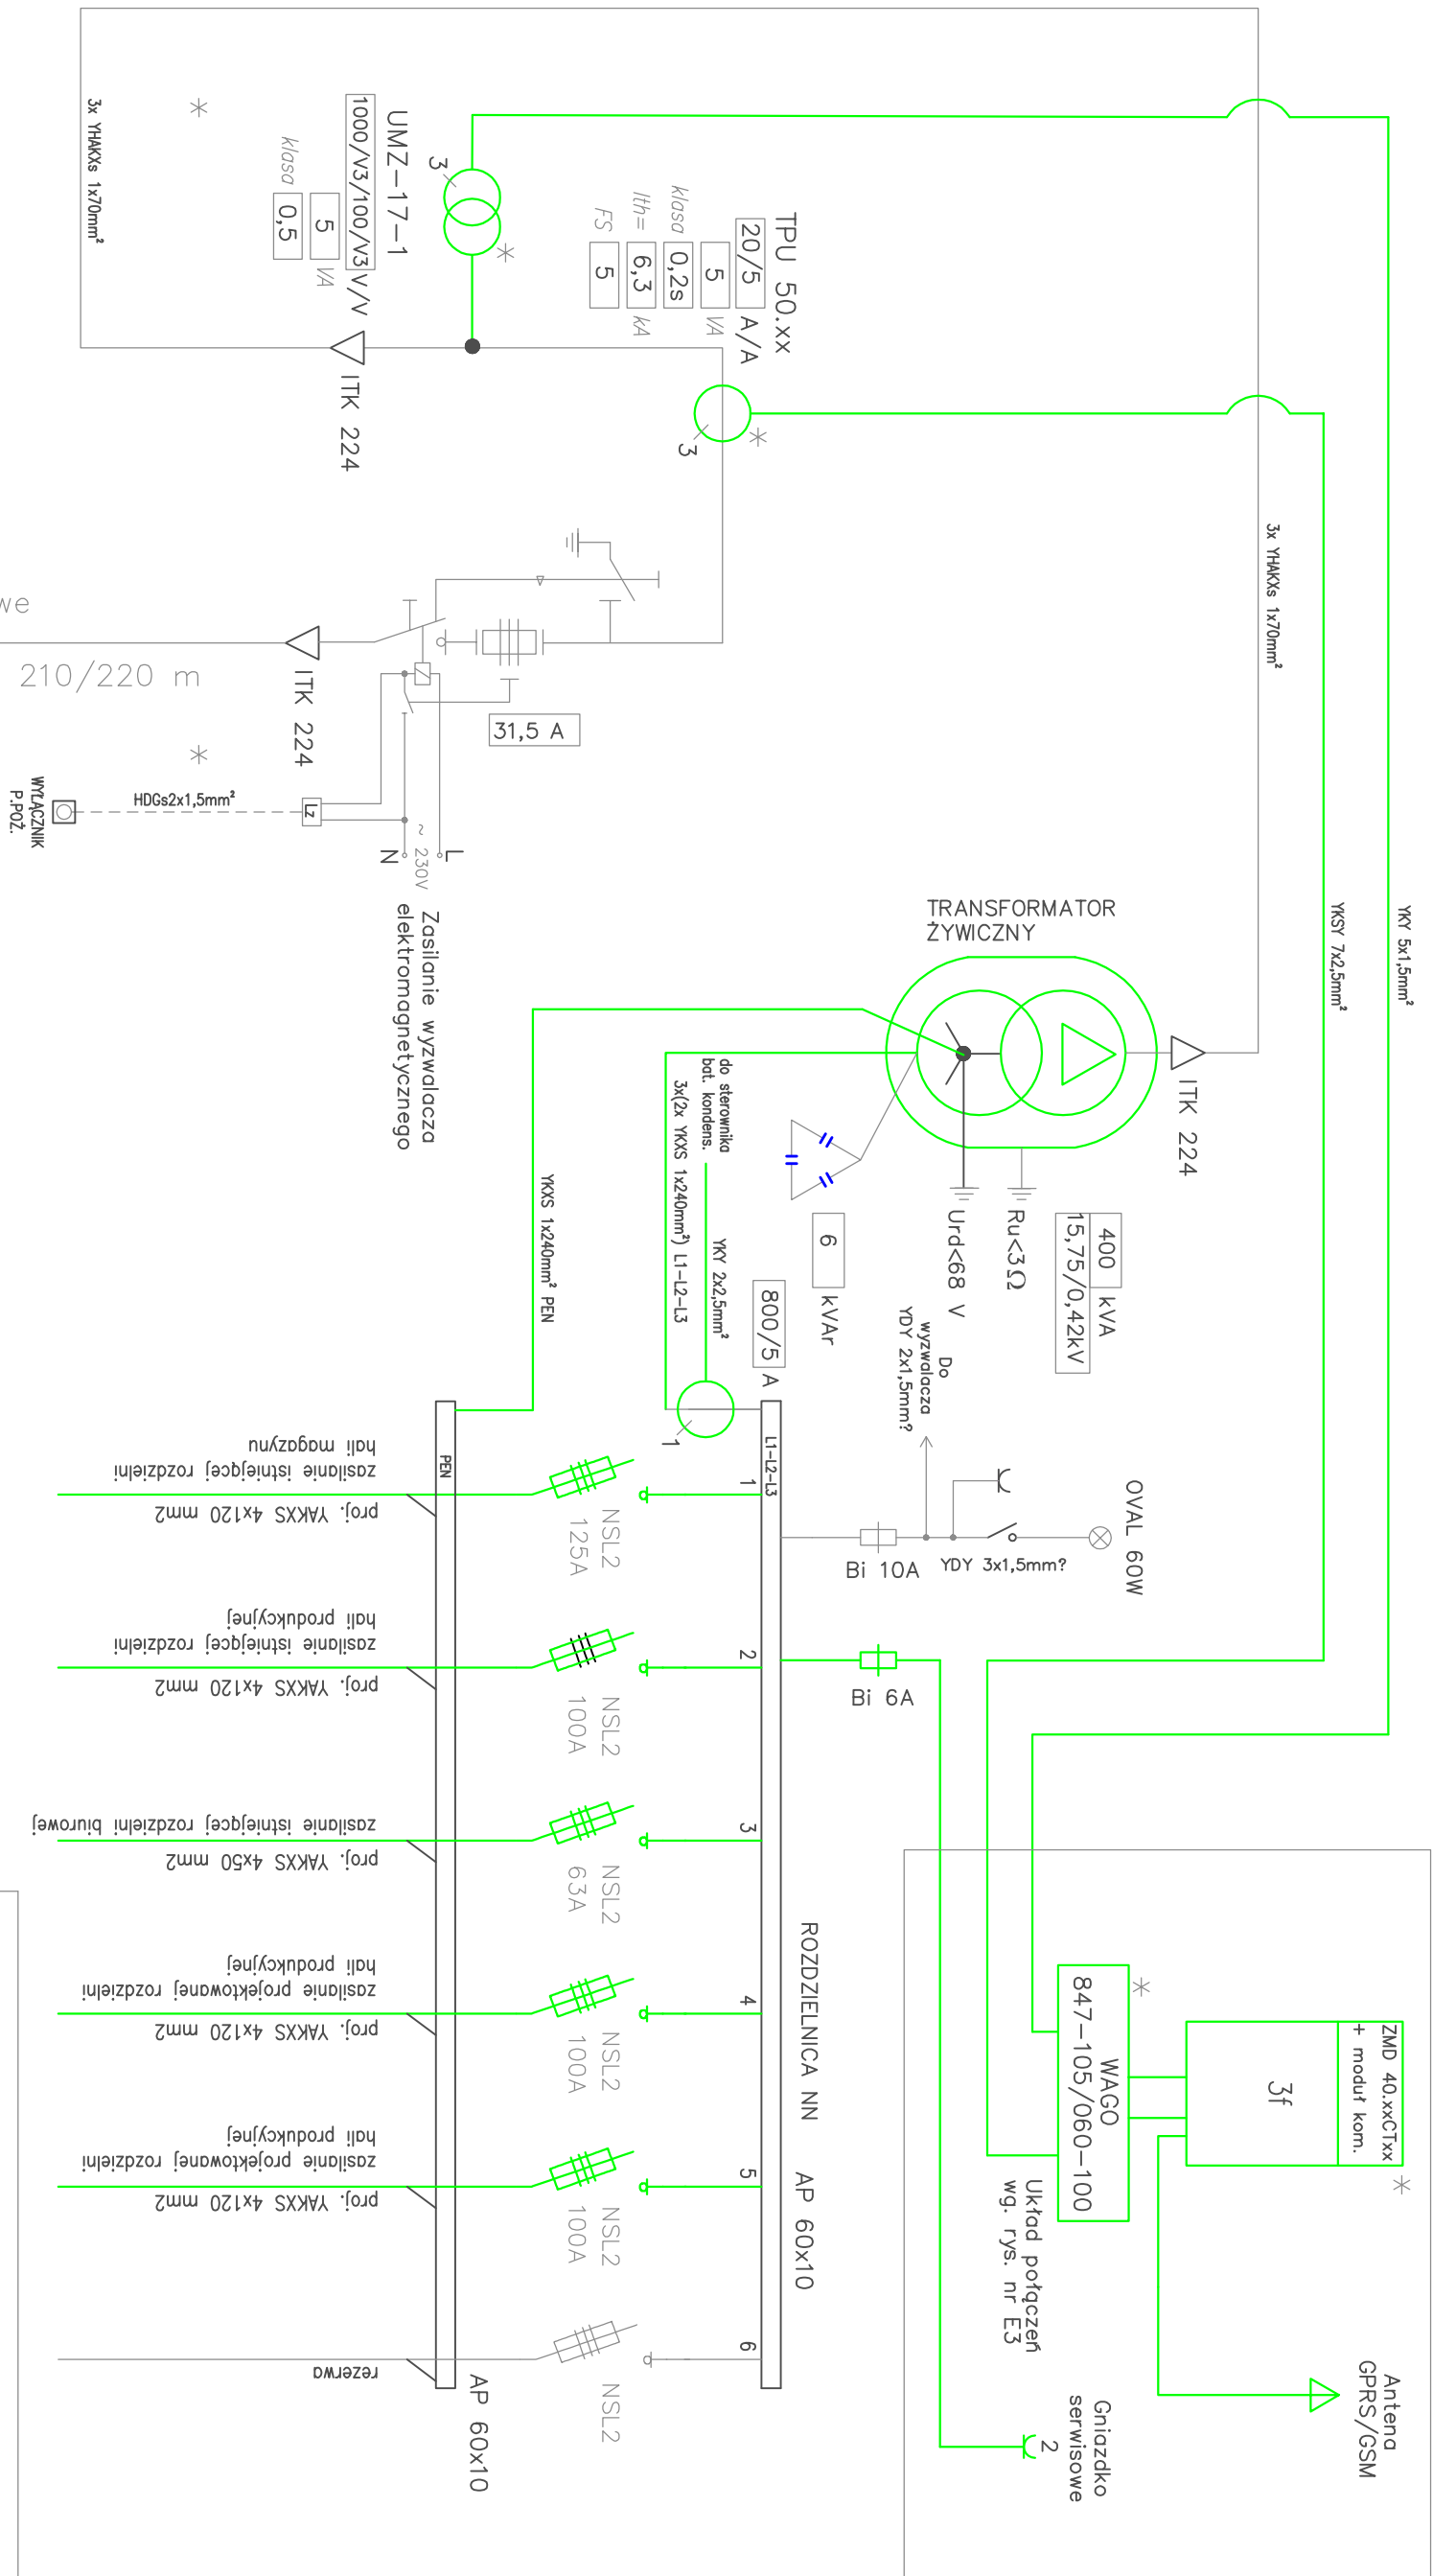 3x YHAKXs 1x70mm²
UMZ-17-1
1000/V3/100/V3 V/V
5 VA
klasa 0,5
3
ITK 224
TPU 50.xx
20/5 A/A
5 VA
klasa 0,2s
Ith= 6,3 kA
FS 5
3
3x YHAKXs 1x70mm²
we
210/220 m
ITK 224
31,5 A
WYŁĄCZNIK
P.POŻ.
HDGs2x1,5mm²
Lz
L
~ 230V
N
Zasilanie wyzwalacza
elektromagnetycznego
YKY 5x1,5mm²
YKSY 7x2,5mm²
TRANSFORMATOR
ŻYWICZNY
ITK 224
400 kVA
15,75/0,42kV
Ru<3Ω
Urd<68 V
6 kVAr
do sterownika
bat. kondens.
YKY 2x2,5mm²
3x(2x YKXS 1x240mm²) L1-L2-L3
YKXS 1x240mm² PEN
800/5 A
1
Do
wyzwalacza
YDY 2x1,5mm?
OVAL 60W
YDY 3x1,5mm?
Bi 10A
Bi 6A
L1-L2-L3
PEN
ROZDZIELNICA NN
AP 60x10
AP 60x10
1
NSL2
125A
proj. YAKXS 4x120 mm2
zasilanie istniejącej rozdzielni
hali magazynu
2
NSL2
100A
proj. YAKXS 4x120 mm2
zasilanie istniejącej rozdzielni
hali produkcyjnej
3
NSL2
63A
proj. YAKXS 4x50 mm2
zasilanie istniejącej rozdzielni biurowej
4
NSL2
100A
proj. YAKXS 4x120 mm2
zasilanie projektowanej rozdzielni
hali produkcyjnej
5
NSL2
100A
proj. YAKXS 4x120 mm2
zasilanie projektowanej rozdzielni
hali produkcyjnej
6
NSL2
rezerwa
ZMD 40.xxCTxx
+ moduł kom.
3f
WAGO
847-105/060-100
Układ połączeń
wg. rys. nr E3
Antena
GPRS/GSM
Gniazdko
serwisowe
2